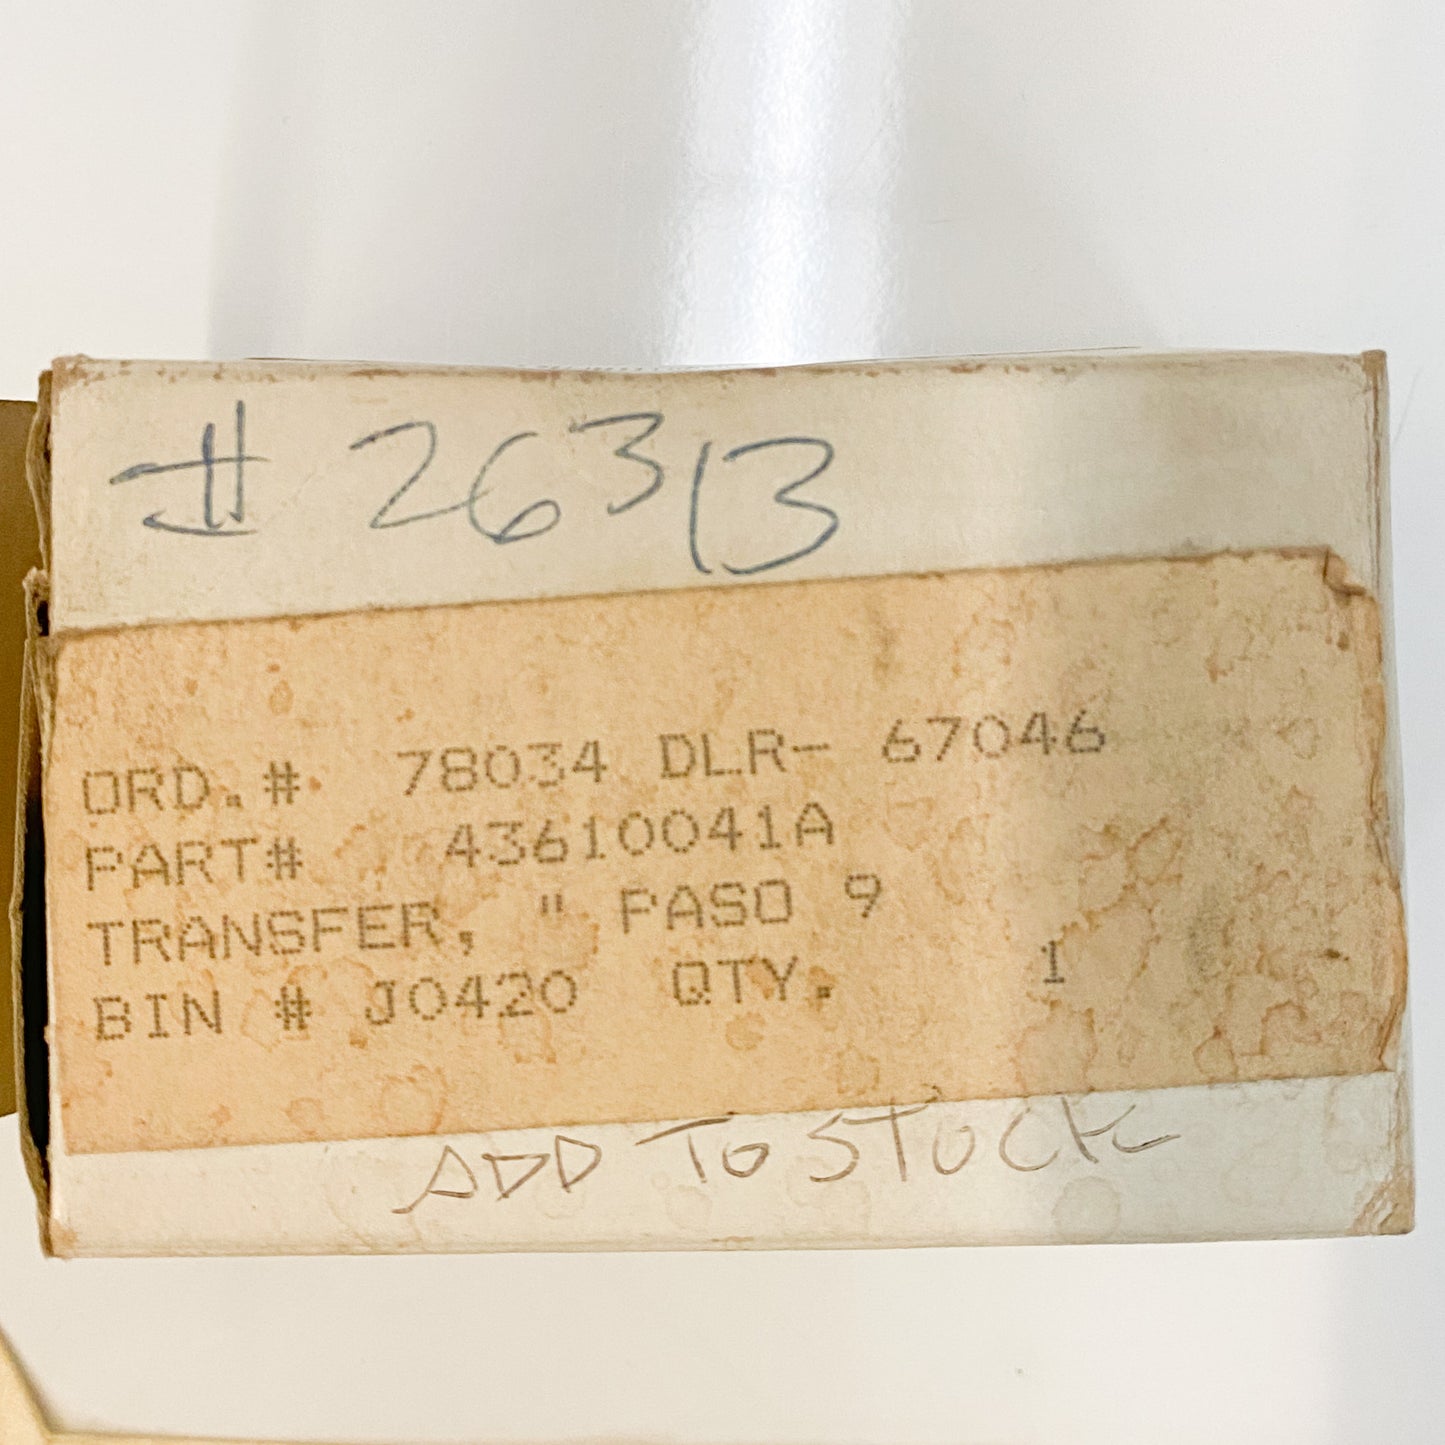 # 26313
ORD.# 78034 DLR- 67046
PART# 43610041A
TRANSFER, " PASO 9
BIN # J0420 QTY. 1
ADD TO STOCK